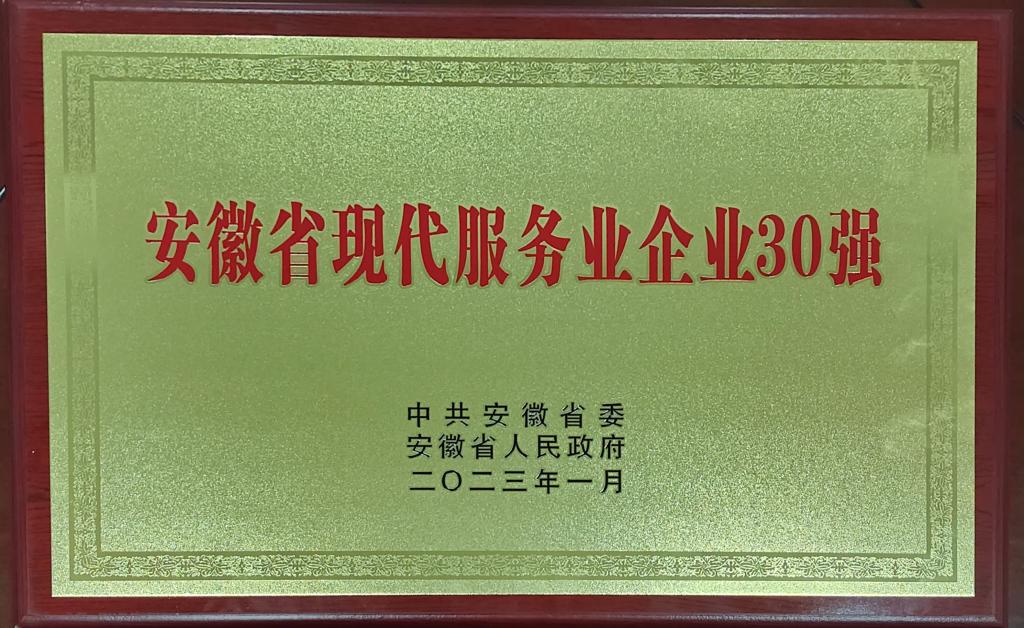 安徽省现代服务业企业30强
中共安徽省委
安徽省人民政府
二〇二三年一月